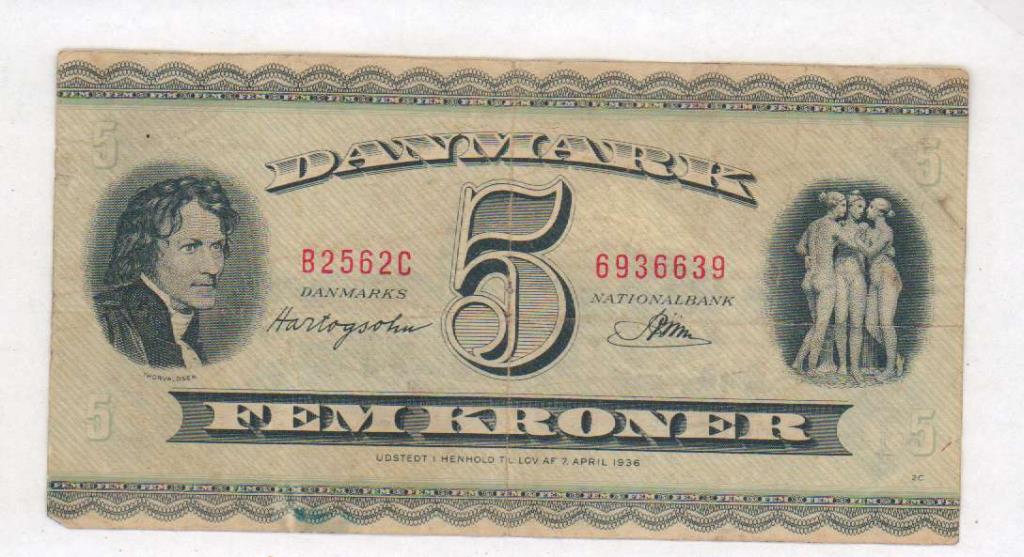 5 5
DANMARK
5
B2562C 6936639
DANMARKS NATIONALBANK
Hartogsohn
THORVALDSEN
FEM KRONER
5 5
UDSTEDT I HENHOLD TIL LOV AF 7. APRIL 1936
2C